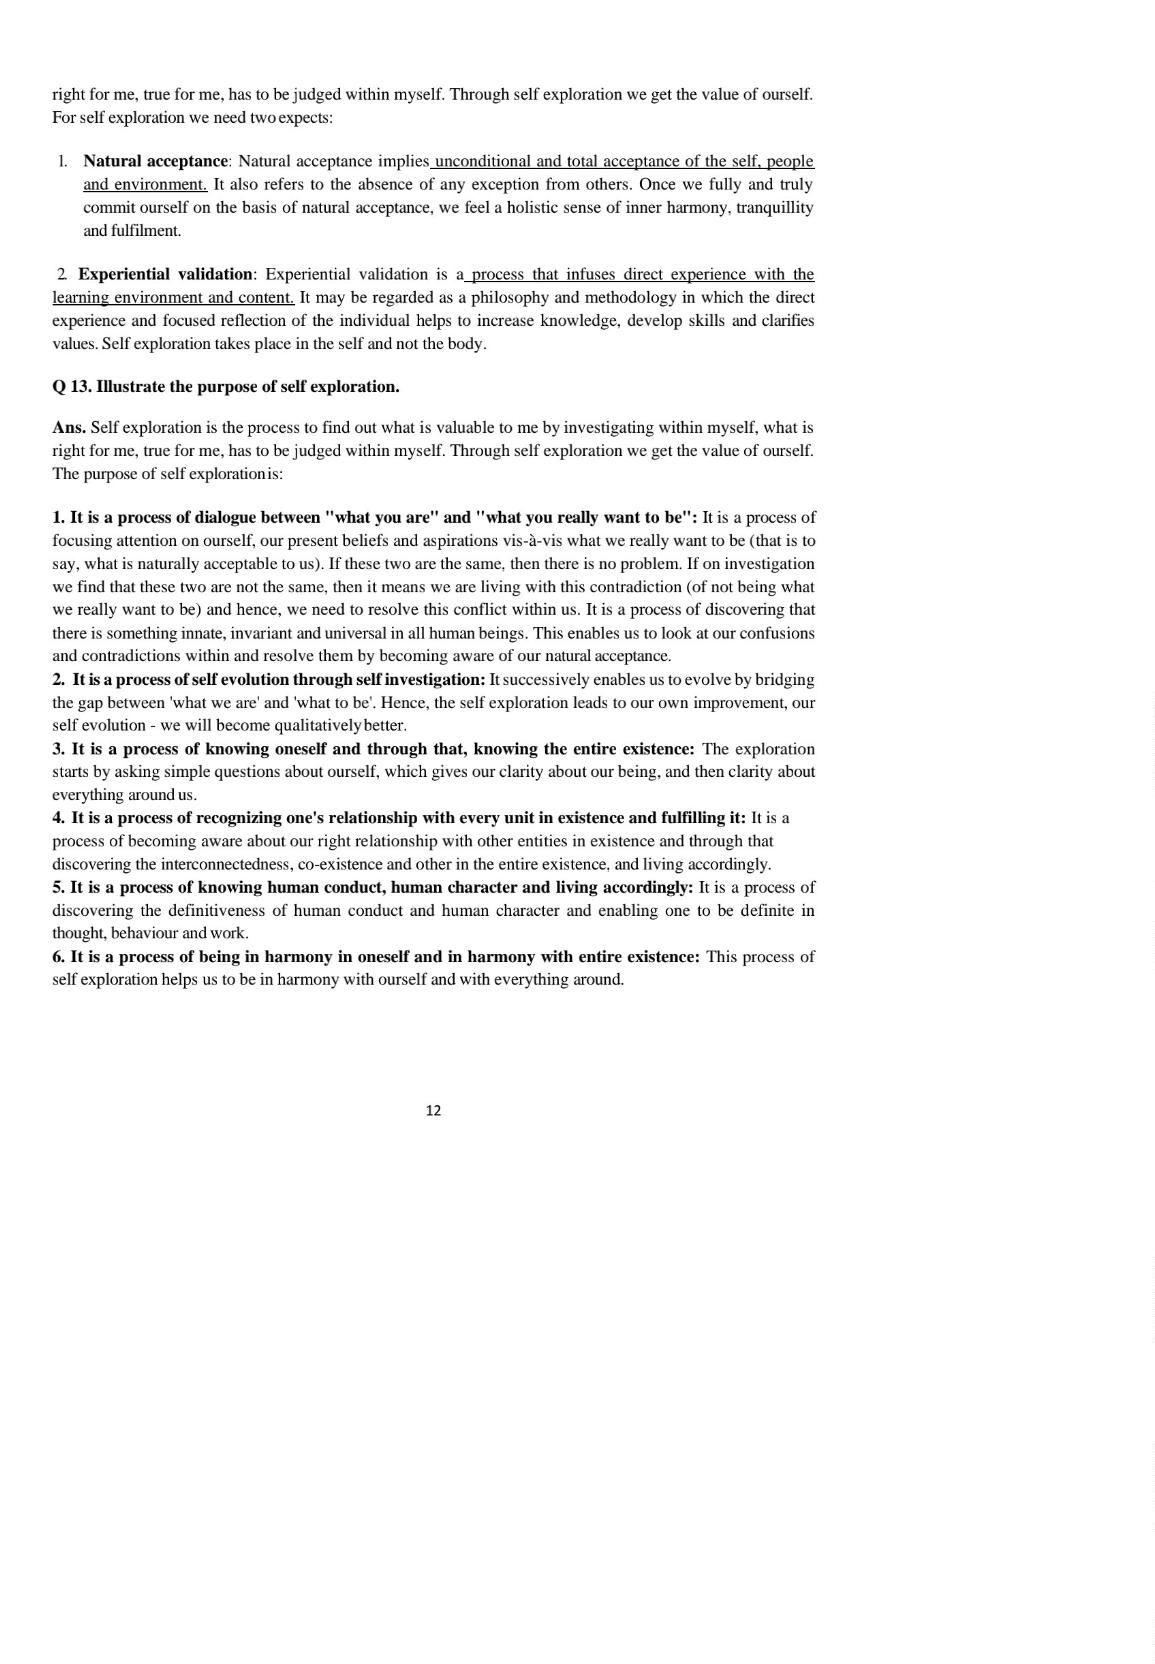 right for me, true for me, has to be judged within myself. Through self exploration we get the value of ourself.
For self exploration we need two expects:
1. Natural acceptance: Natural acceptance implies unconditional and total acceptance of the self, people
and environment. It also refers to the absence of any exception from others. Once we fully and truly
commit ourself on the basis of natural acceptance, we feel a holistic sense of inner harmony, tranquillity
and fulfilment.
2. Experiential validation: Experiential validation is a process that infuses direct experience with the
learning environment and content. It may be regarded as a philosophy and methodology in which the direct
experience and focused reflection of the individual helps to increase knowledge, develop skills and clarifies
values. Self exploration takes place in the self and not the body.
Q 13. Illustrate the purpose of self exploration.
Ans. Self exploration is the process to find out what is valuable to me by investigating within myself, what is
right for me, true for me, has to be judged within myself. Through self exploration we get the value of ourself.
The purpose of self exploration is:
1. It is a process of dialogue between "what you are" and "what you really want to be": It is a process of
focusing attention on ourself, our present beliefs and aspirations vis-à-vis what we really want to be (that is to
say, what is naturally acceptable to us). If these two are the same, then there is no problem. If on investigation
we find that these two are not the same, then it means we are living with this contradiction (of not being what
we really want to be) and hence, we need to resolve this conflict within us. It is a process of discovering that
there is something innate, invariant and universal in all human beings. This enables us to look at our confusions
and contradictions within and resolve them by becoming aware of our natural acceptance.
2. It is a process of self evolution through self investigation: It successively enables us to evolve by bridging
the gap between 'what we are' and 'what to be'. Hence, the self exploration leads to our own improvement, our
self evolution - we will become qualitatively better.
3. It is a process of knowing oneself and through that, knowing the entire existence: The exploration
starts by asking simple questions about ourself, which gives our clarity about our being, and then clarity about
everything around us.
4. It is a process of recognizing one's relationship with every unit in existence and fulfilling it: It is a
process of becoming aware about our right relationship with other entities in existence and through that
discovering the interconnectedness, co-existence and other in the entire existence, and living accordingly.
5. It is a process of knowing human conduct, human character and living accordingly: It is a process of
discovering the definitiveness of human conduct and human character and enabling one to be definite in
thought, behaviour and work.
6. It is a process of being in harmony in oneself and in harmony with entire existence: This process of
self exploration helps us to be in harmony with ourself and with everything around.
12